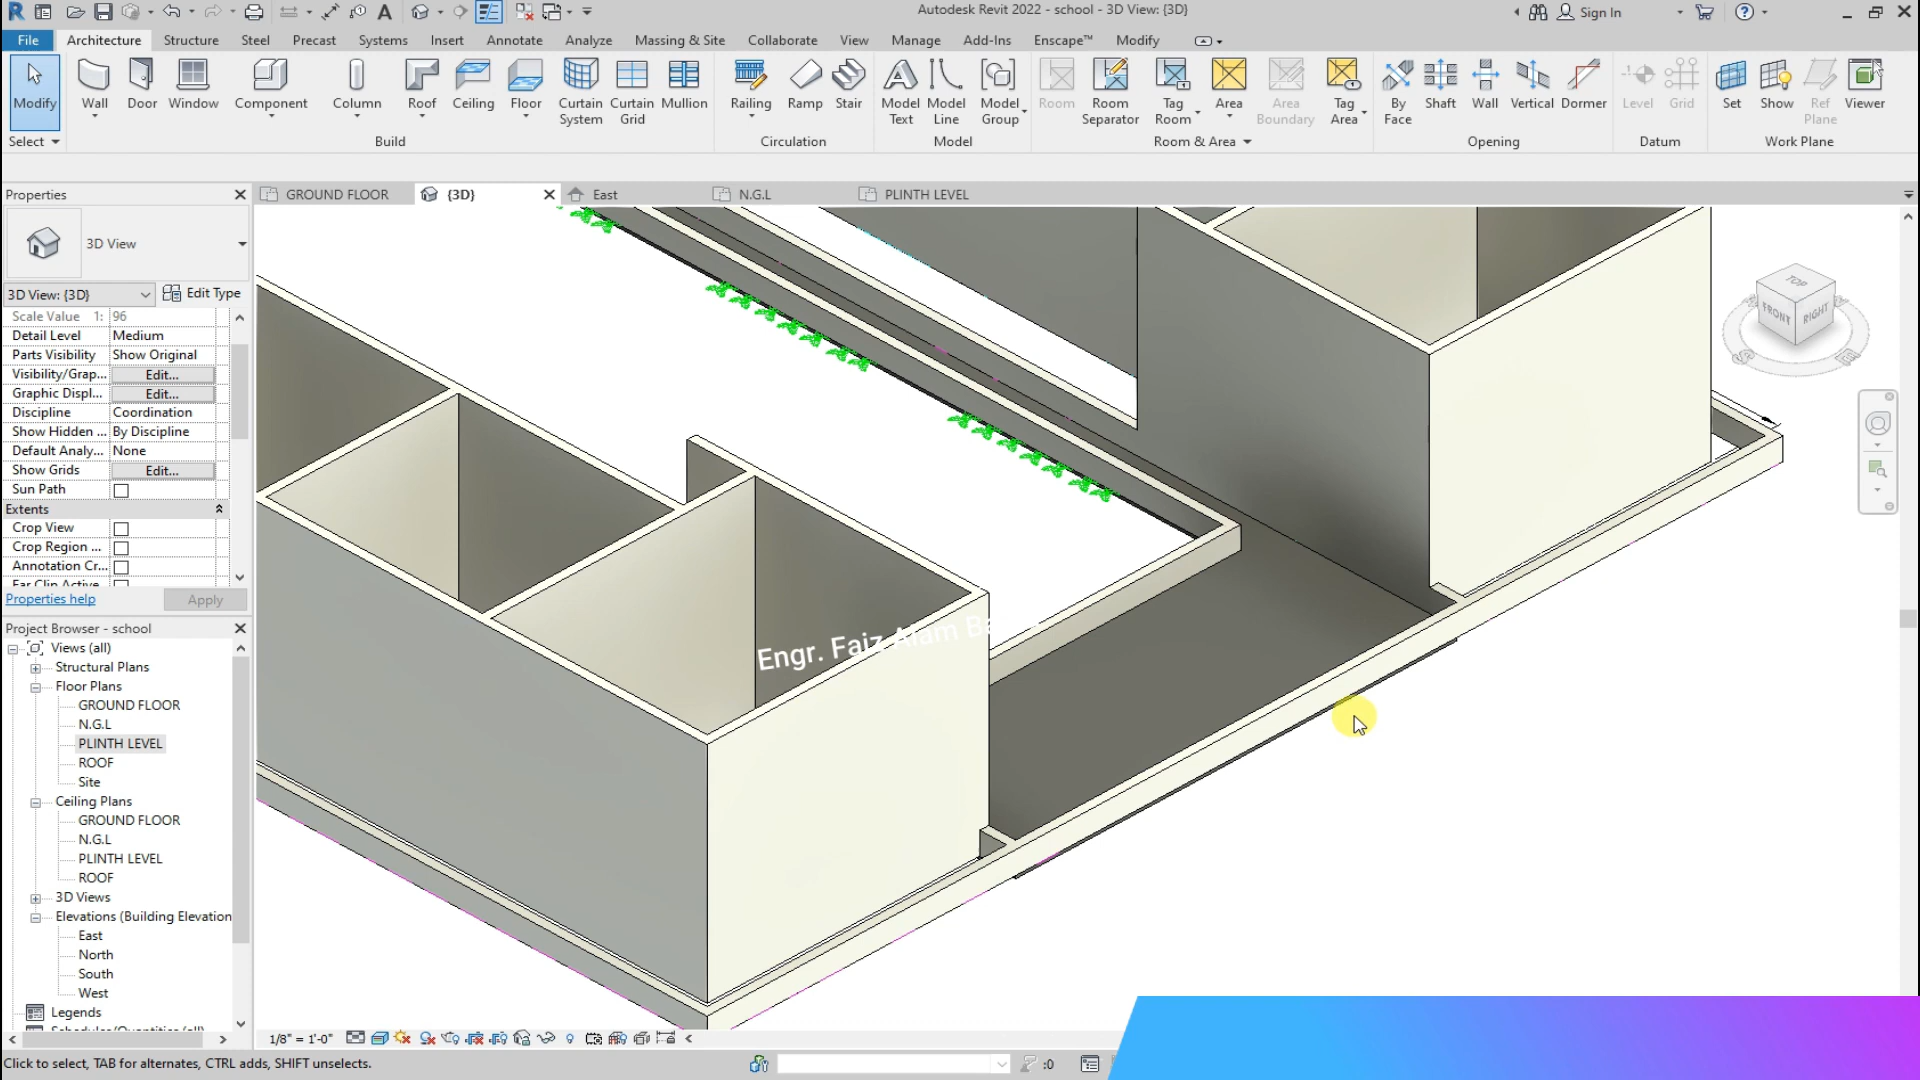 Autodesk Revit 2022 - school - 3D View: {3D}
Sign In
File Architecture Structure Steel Precast Systems Insert Annotate Analyze Massing & Site Collaborate View Manage Add-Ins Enscape™ Modify
Modify Wall Door Window Component Column Roof Ceiling Floor Curtain System Curtain Grid Mullion Railing Ramp Stair Model Text Model Line Model Group Room Room Separator Tag Room Area Area Boundary Tag Area By Face Shaft Wall Vertical Dormer Level Grid Set Show Ref Plane Viewer
Select Build Circulation Model Room & Area Opening Datum Work Plane
Properties
GROUND FLOOR {3D} East N.G.L PLINTH LEVEL
3D View
3D View: {3D} Edit Type
Scale Value 1: 96
Detail Level Medium
Parts Visibility Show Original
Visibility/Grap... Edit...
Graphic Displ... Edit...
Discipline Coordination
Show Hidden ... By Discipline
Default Analy... None
Show Grids Edit...
Sun Path
Extents
Crop View
Crop Region ...
Annotation Cr...
Far Clip Active
Properties help Apply
Project Browser - school
Views (all)
Structural Plans
Floor Plans
GROUND FLOOR
N.G.L
PLINTH LEVEL
ROOF
Site
Ceiling Plans
GROUND FLOOR
N.G.L
PLINTH LEVEL
ROOF
3D Views
Elevations (Building Elevation
East
North
South
West
Legends
Schedules/Quantities (all)
TOP
FRONT RIGHT
S E
Engr. Faiz Alam
1/8" = 1'-0"
Click to select, TAB for alternates, CTRL adds, SHIFT unselects.
:0